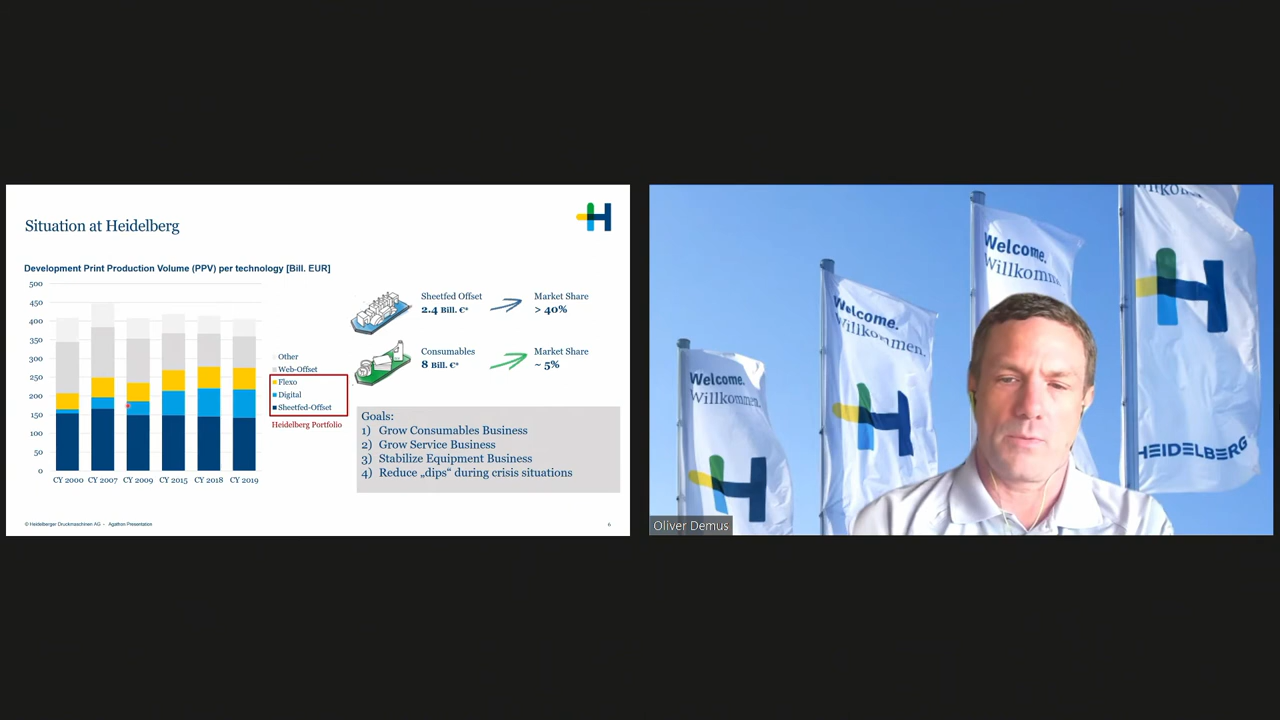 Situation at Heidelberg
Development Print Production Volume (PPV) per technology [Bill. EUR]
500
450
400
350
300
250
200
150
100
50
0
CY 2000 CY 2007 CY 2009 CY 2015 CY 2018 CY 2019
Other
Web-Offset
Flexo
Digital
Sheetfed-Offset
Heidelberg Portfolio
Sheetfed Offset
2.4 Bill. €*
Market Share
> 40%
Consumables
8 Bill. €*
Market Share
~ 5%
Goals:
1) Grow Consumables Business
2) Grow Service Business
3) Stabilize Equipment Business
4) Reduce „dips“ during crisis situations
© Heidelberger Druckmaschinen AG - Agathon Presentation
6
Welcome.
Willkommen.
Welcome.
Willkommen.
Welcome.
Willkomm
HEIDELBERG
Oliver Demus